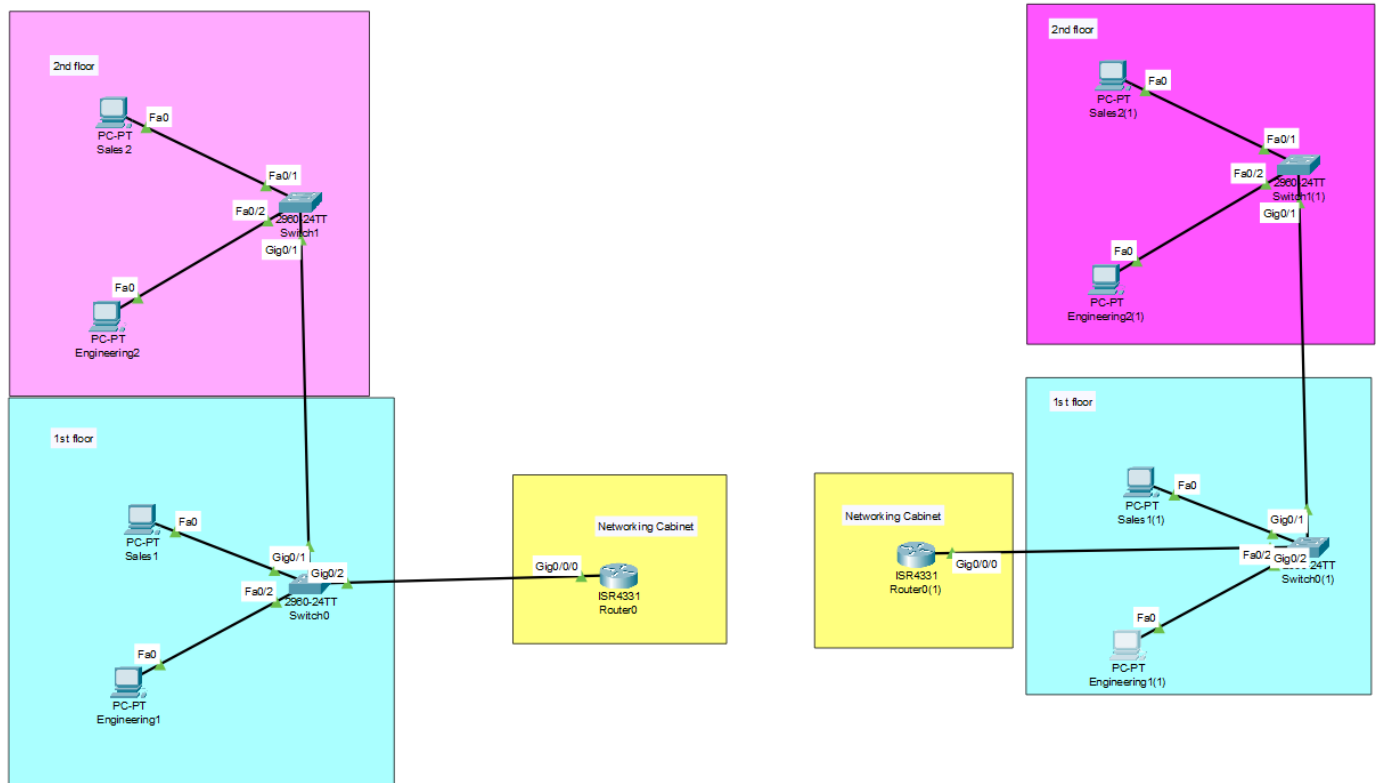 2nd floor
Fa0
PC-PT
Sales 2
Fa0/1
Fa0/2
2960-24TT
Switch1
Gig0/1
Fa0
PC-PT
Engineering2
1st floor
Fa0
PC-PT
Sales 1
Gig0/1
Gig0/2
Fa0/2
2960-24TT
Switch0
Fa0
PC-PT
Engineering1
Networking Cabinet
Gig0/0/0
ISR4331
Router0
Networking Cabinet
Gig0/0/0
ISR4331
Router0(1)
2nd floor
Fa0
PC-PT
Sales2(1)
Fa0/1
Fa0/2
2960-24TT
Switch1(1)
Gig0/1
Fa0
PC-PT
Engineering2(1)
1st floor
Fa0
PC-PT
Sales 1(1)
Gig0/1
Fa0/2
Gig0/2
Switch0(1)
Fa0
PC-PT
Engineering1(1)